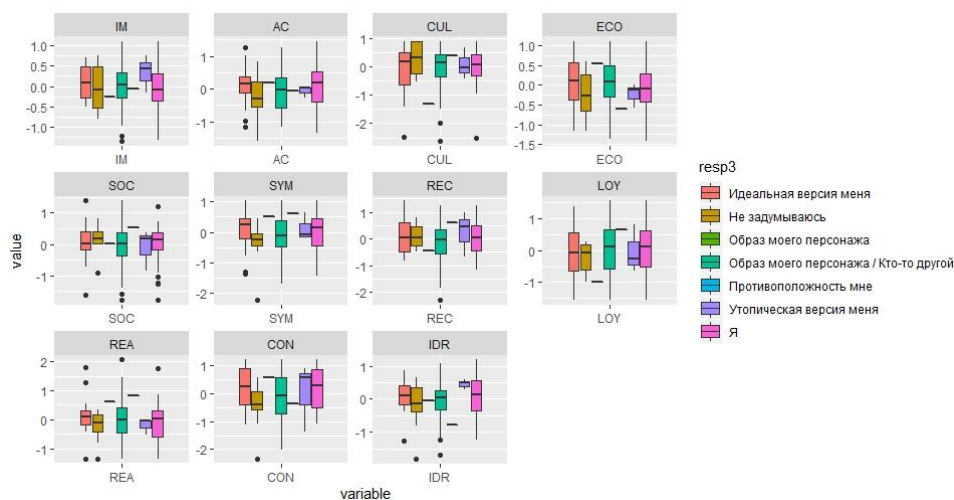 IM
AC
CUL
ECO
1.0
0.5
0.0
-0.5
-1.0
1
0
-1
1
0
-1
-2
1.0
0.5
0.0
-0.5
-1.0
-1.5
IM
AC
CUL
ECO
SOC
SYM
REC
LOY
1
0
-1
1
0
-1
-2
1
0
-1
-2
1
0
-1
SOC
SYM
REC
LOY
REA
CON
IDR
2
1
0
-1
1
0
-1
-2
1
0
-1
REA
CON
IDR
value
variable
resp3
Идеальная версия меня
Не задумываюсь
Образ моего персонажа
Образ моего персонажа / Кто-то другой
Противоположность мне
Утопическая версия меня
Я